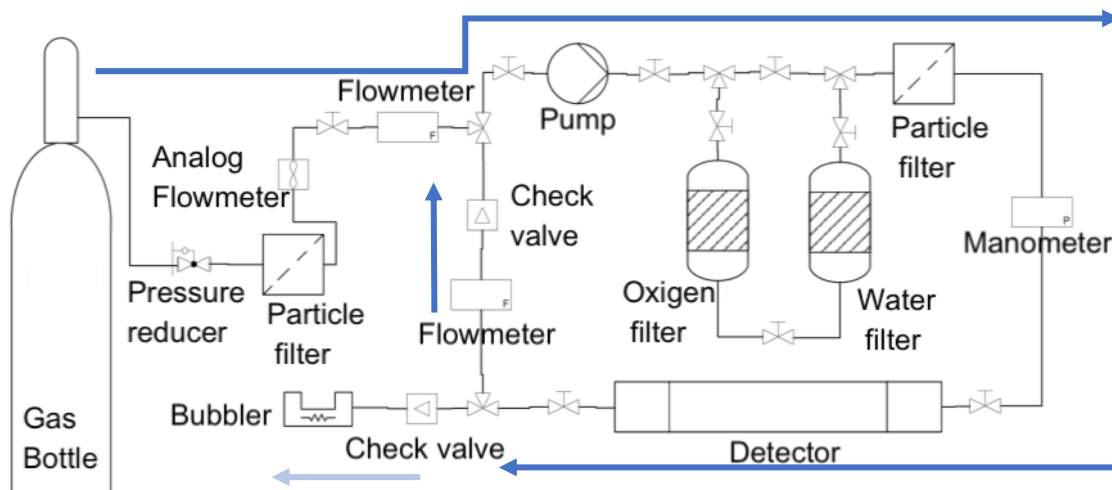 Flowmeter
Pump
Particle
filter
Analog
Flowmeter
F
Check
valve
P
Manometer
Pressure
reducer
Particle
filter
F
Flowmeter
Oxigen
filter
Water
filter
Gas
Bottle
Bubbler
Check valve
Detector